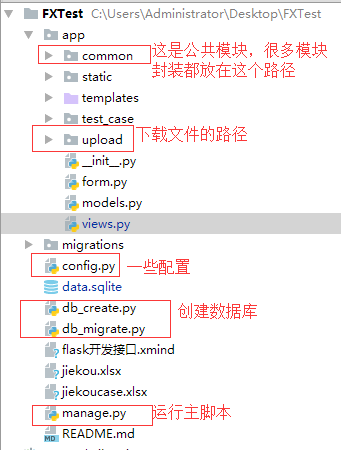 FXTest C:\Users\Administrator\Desktop\FXTest
app
common
这是公共模块，很多模块
封装都放在这个路径
static
templates
test_case
upload
下载文件的路径
__init__.py
form.py
models.py
views.py
migrations
config.py
一些配置
data.sqlite
db_create.py
创建数据库
db_migrate.py
flask开发接口.xmind
jiekou.xlsx
jiekoucase.xlsx
manage.py
运行主脚本
README.md